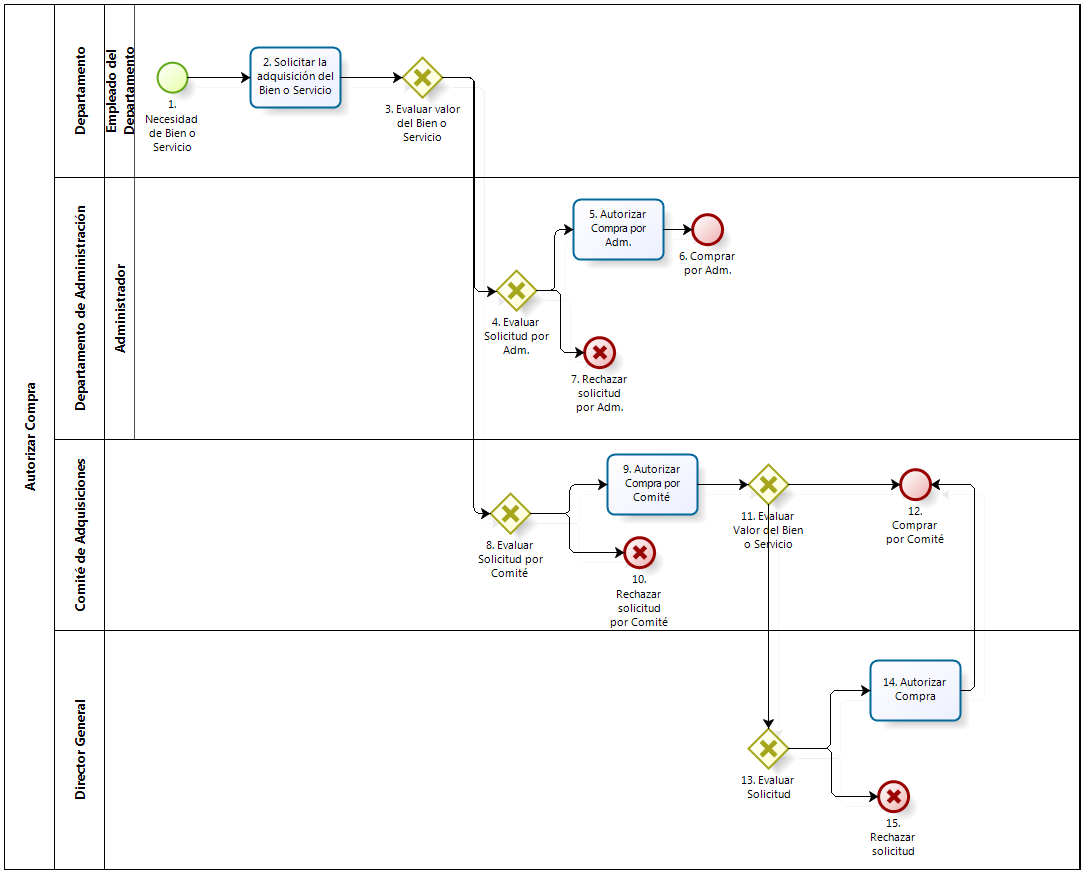 Autorizar Compra
Departamento
Empleado del
Departamento
1.
Necesidad
de Bien o
Servicio
2. Solicitar la
adquisición del
Bien o Servicio
3. Evaluar valor
del Bien o
Servicio
Departamento de Administración
Administrador
4. Evaluar
Solicitud por
Adm.
5. Autorizar
Compra por
Adm.
6. Comprar
por Adm.
7. Rechazar
solicitud
por Adm.
Comité de Adquisiciones
8. Evaluar
Solicitud por
Comité
9. Autorizar
Compra por
Comité
10.
Rechazar
solicitud
por Comité
11. Evaluar
Valor del Bien
o Servicio
12.
Comprar
por Comité
Director General
13. Evaluar
Solicitud
14. Autorizar
Compra
15.
Rechazar
solicitud